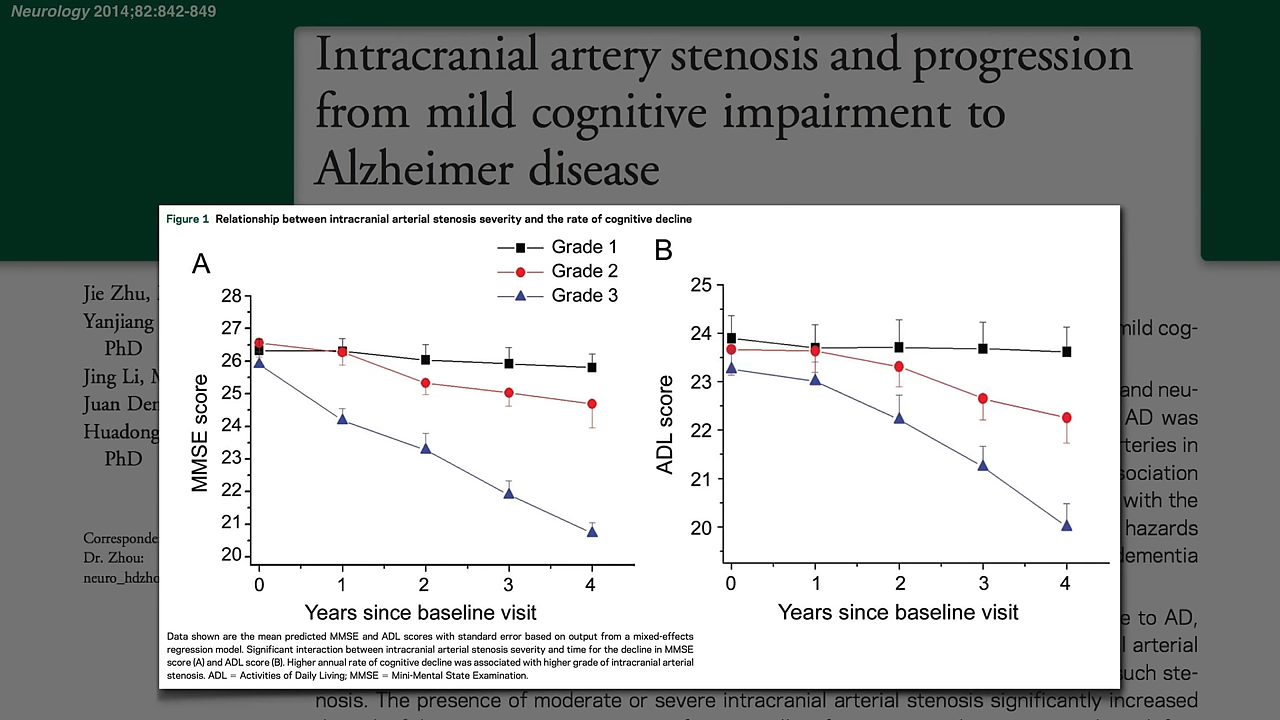 Neurology 2014;82:842-849
Intracranial artery stenosis and progression
from mild cognitive impairment to
Alzheimer disease
Figure 1 Relationship between intracranial arterial stenosis severity and the rate of cognitive decline
A
Grade 1
Grade 2
Grade 3
28
27
26
25
24
23
22
21
20
MMSE score
0 1 2 3 4
Years since baseline visit
B
25
24
23
22
21
20
ADL score
0 1 2 3 4
Years since baseline visit
Data shown are the mean predicted MMSE and ADL scores with standard error based on output from a mixed-effects
regression model. Significant interaction between intracranial arterial stenosis severity and time for the decline in MMSE
score (A) and ADL score (B). Higher annual rate of cognitive decline was associated with higher grade of intracranial arterial
stenosis. ADL = Activities of Daily Living; MMSE = Mini-Mental State Examination.
Jie Zhu,
Yanjiang
PhD
Jing Li,
Juan
Huadong
PhD
Dr. Zhou:
mild cog-
and neu-
AD was
in
with the
hazards
dementia
to AD,
arterial
such ste-
nosis. The presence of moderate or severe intracranial arterial stenosis significantly increased